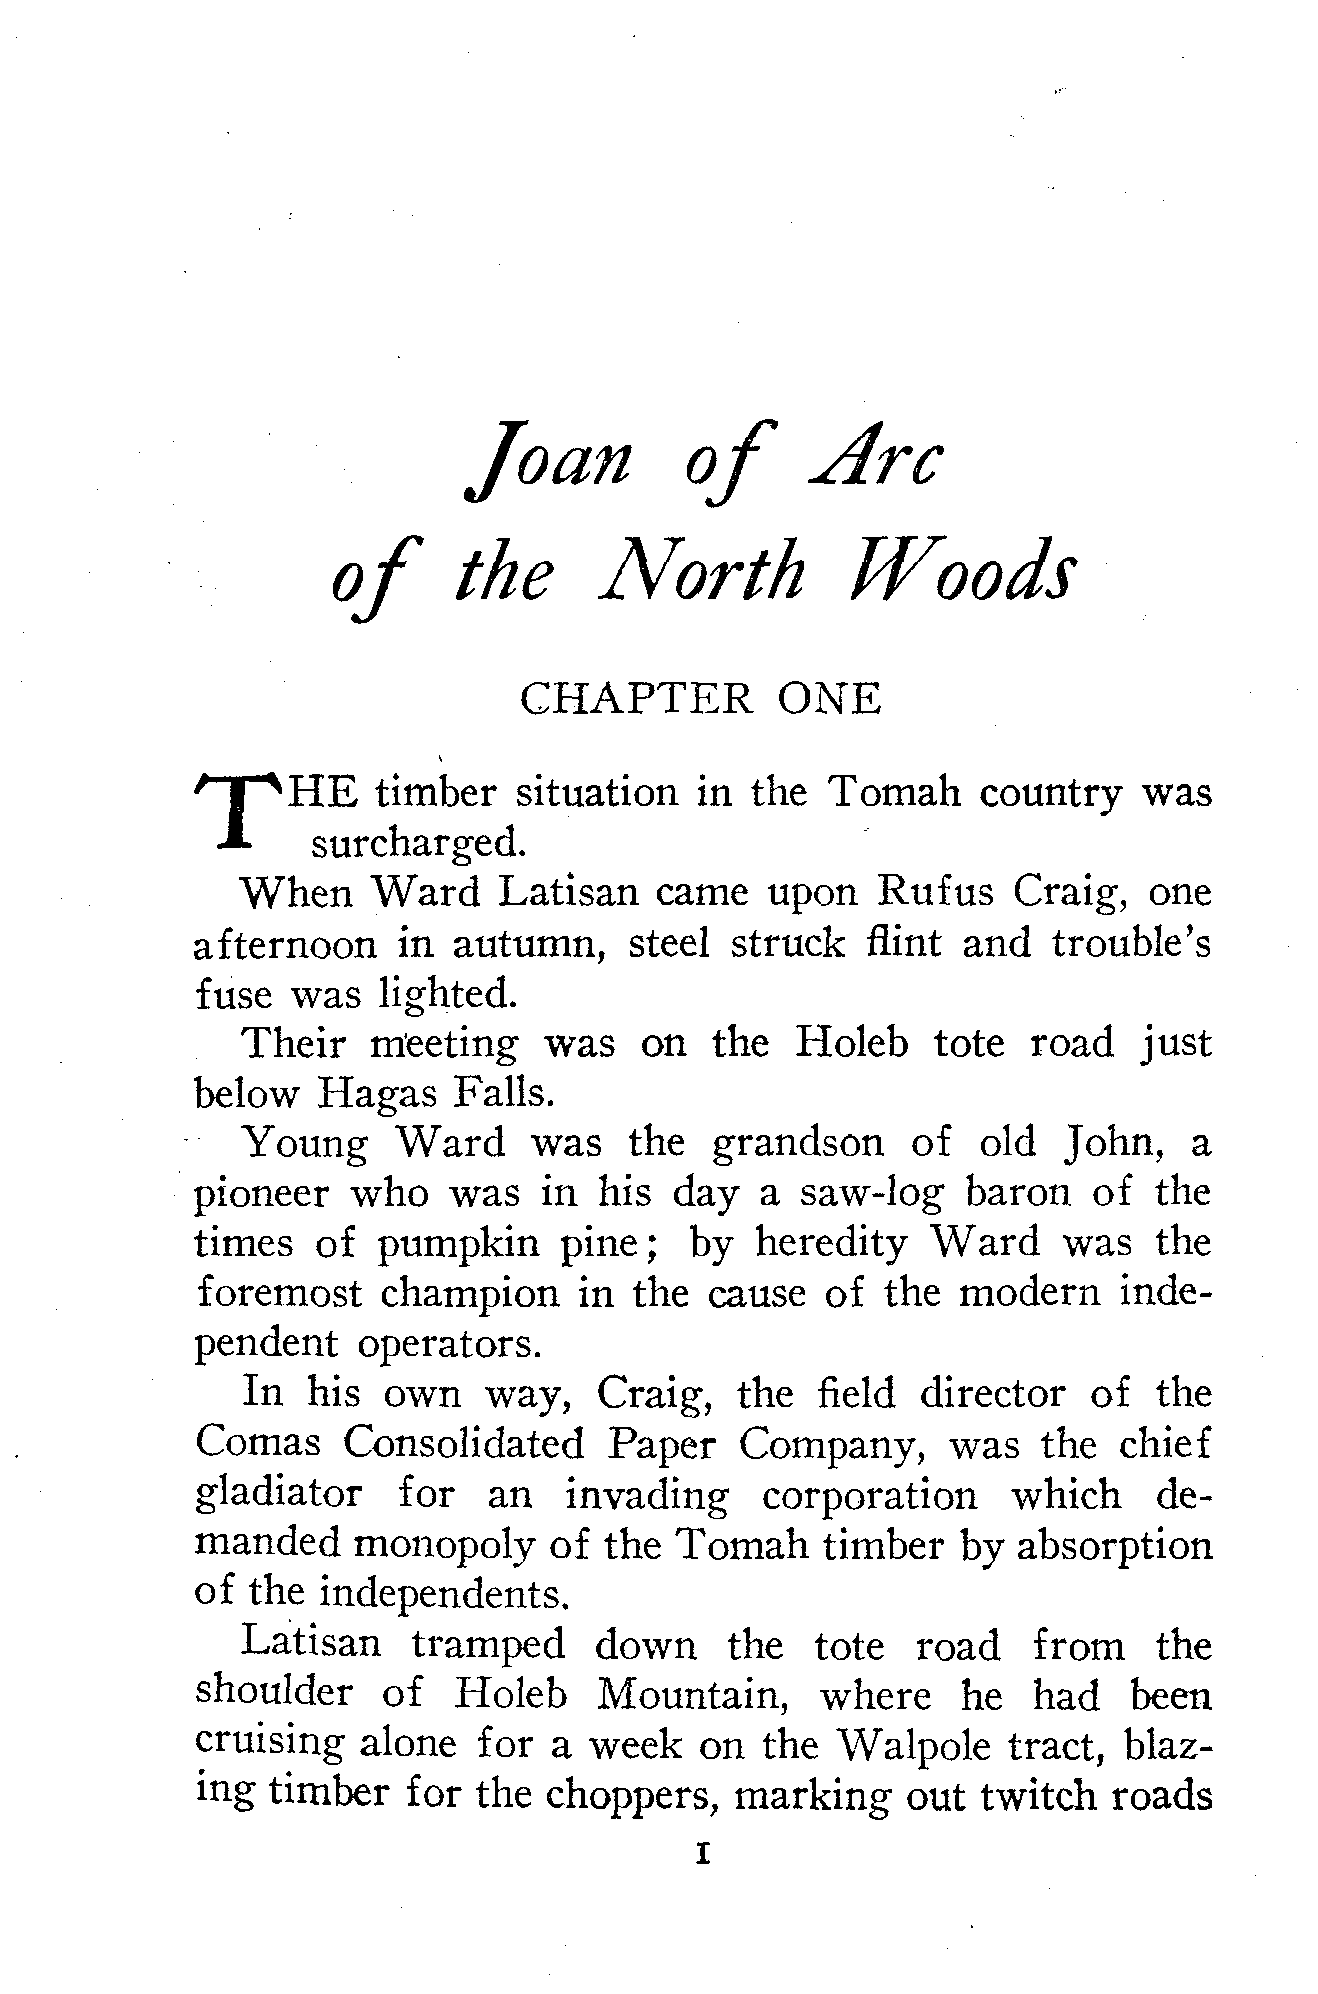 Joan of Arc
of the North Woods
CHAPTER ONE
THE timber situation in the Tomah country was
surcharged.
When Ward Latisan came upon Rufus Craig, one
afternoon in autumn, steel struck flint and trouble's
fuse was lighted.
Their meeting was on the Holeb tote road just
below Hagas Falls.
Young Ward was the grandson of old John, a
pioneer who was in his day a saw-log baron of the
times of pumpkin pine; by heredity Ward was the
foremost champion in the cause of the modern inde-
pendent operators.
In his own way, Craig, the field director of the
Comas Consolidated Paper Company, was the chief
gladiator for an invading corporation which de-
manded monopoly of the Tomah timber by absorption
of the independents.
Latisan tramped down the tote road from the
shoulder of Holeb Mountain, where he had been
cruising alone for a week on the Walpole tract, blaz-
ing timber for the choppers, marking out twitch roads
1